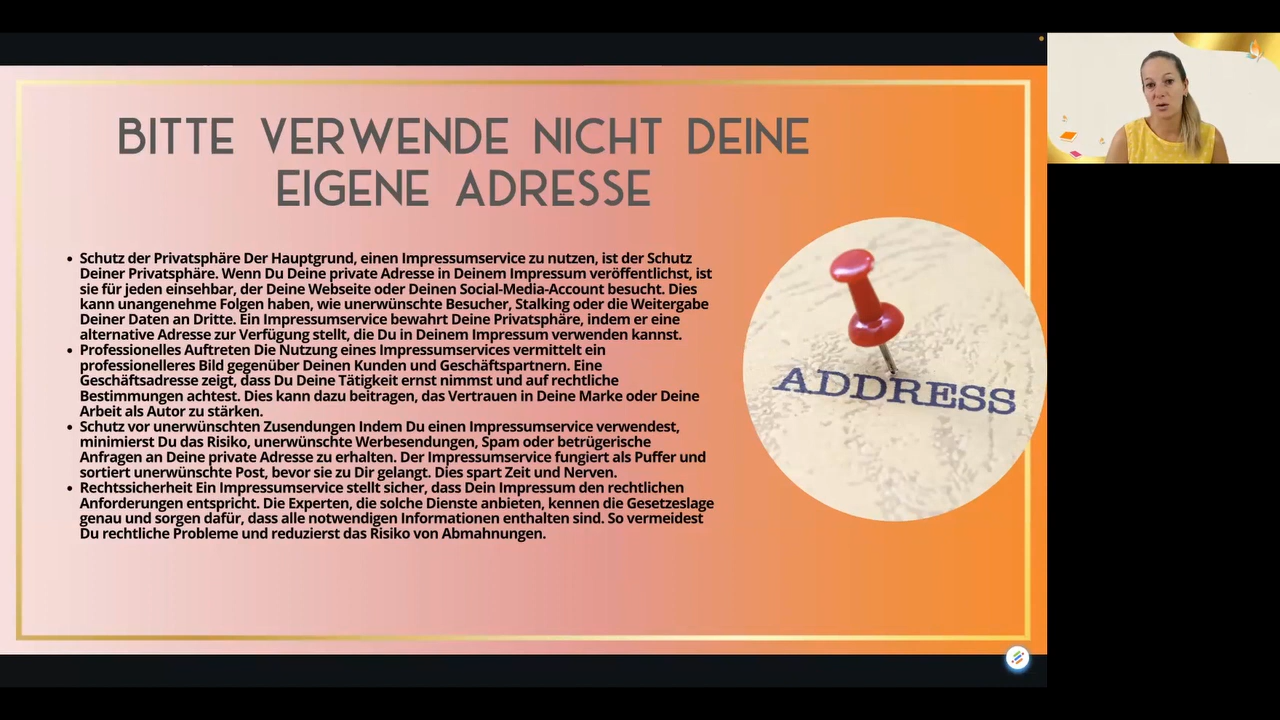 BITTE VERWENDE NICHT DEINE
EIGENE ADRESSE
• Schutz der Privatsphäre Der Hauptgrund, einen Impressumservice zu nutzen, ist der Schutz
Deiner Privatsphäre. Wenn Du Deine private Adresse in Deinem Impressum veröffentlichst, ist
sie für jeden einsehbar, der Deine Webseite oder Deinen Social-Media-Account besucht. Dies
kann unangenehme Folgen haben, wie unerwünschte Besucher, Stalking oder die Weitergabe
Deiner Daten an Dritte. Ein Impressumservice bewahrt Deine Privatsphäre, indem er eine
alternative Adresse zur Verfügung stellt, die Du in Deinem Impressum verwenden kannst.
• Professionelles Auftreten Die Nutzung eines Impressumservices vermittelt ein
professionelleres Bild gegenüber Deinen Kunden und Geschäftspartnern. Eine
Geschäftsadresse zeigt, dass Du Deine Tätigkeit ernst nimmst und auf rechtliche
Bestimmungen achtest. Dies kann dazu beitragen, das Vertrauen in Deine Marke oder Deine
Arbeit als Autor zu stärken.
• Schutz vor unerwünschten Zusendungen Indem Du einen Impressumservice verwendest,
minimierst Du das Risiko, unerwünschte Werbesendungen, Spam oder betrügerische
Anfragen an Deine private Adresse zu erhalten. Der Impressumservice fungiert als Puffer und
sortiert unerwünschte Post, bevor sie zu Dir gelangt. Dies spart Zeit und Nerven.
• Rechtssicherheit Ein Impressumservice stellt sicher, dass Dein Impressum den rechtlichen
Anforderungen entspricht. Die Experten, die solche Dienste anbieten, kennen die Gesetzeslage
genau und sorgen dafür, dass alle notwendigen Informationen enthalten sind. So vermeidest
Du rechtliche Probleme und reduzierst das Risiko von Abmahnungen.
ADDRESS